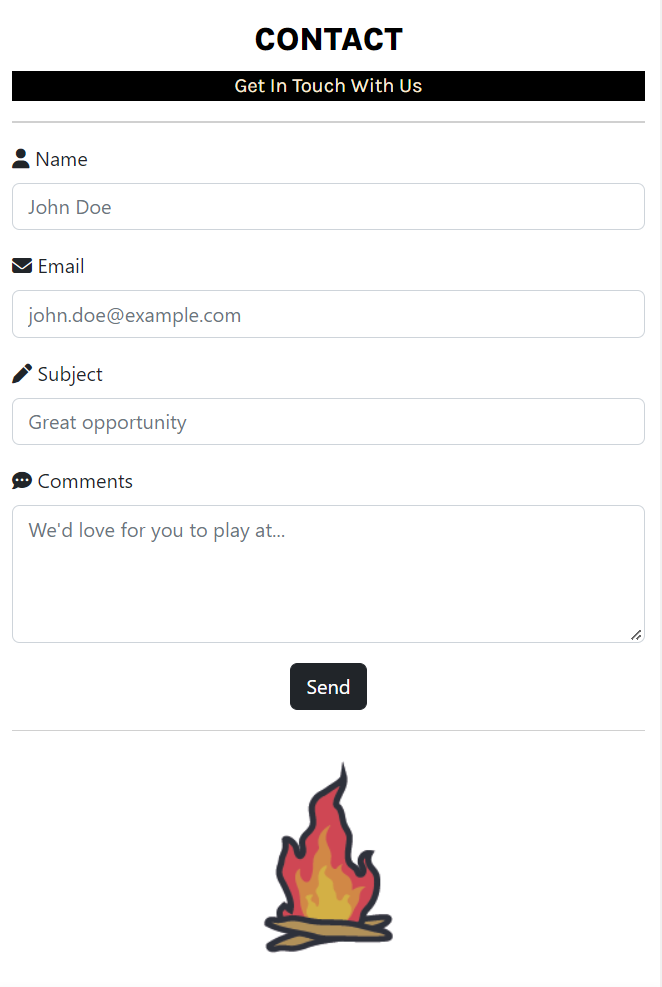 CONTACT
Get In Touch With Us
Name
John Doe
Email
john.doe@example.com
Subject
Great opportunity
Comments
We'd love for you to play at...
Send